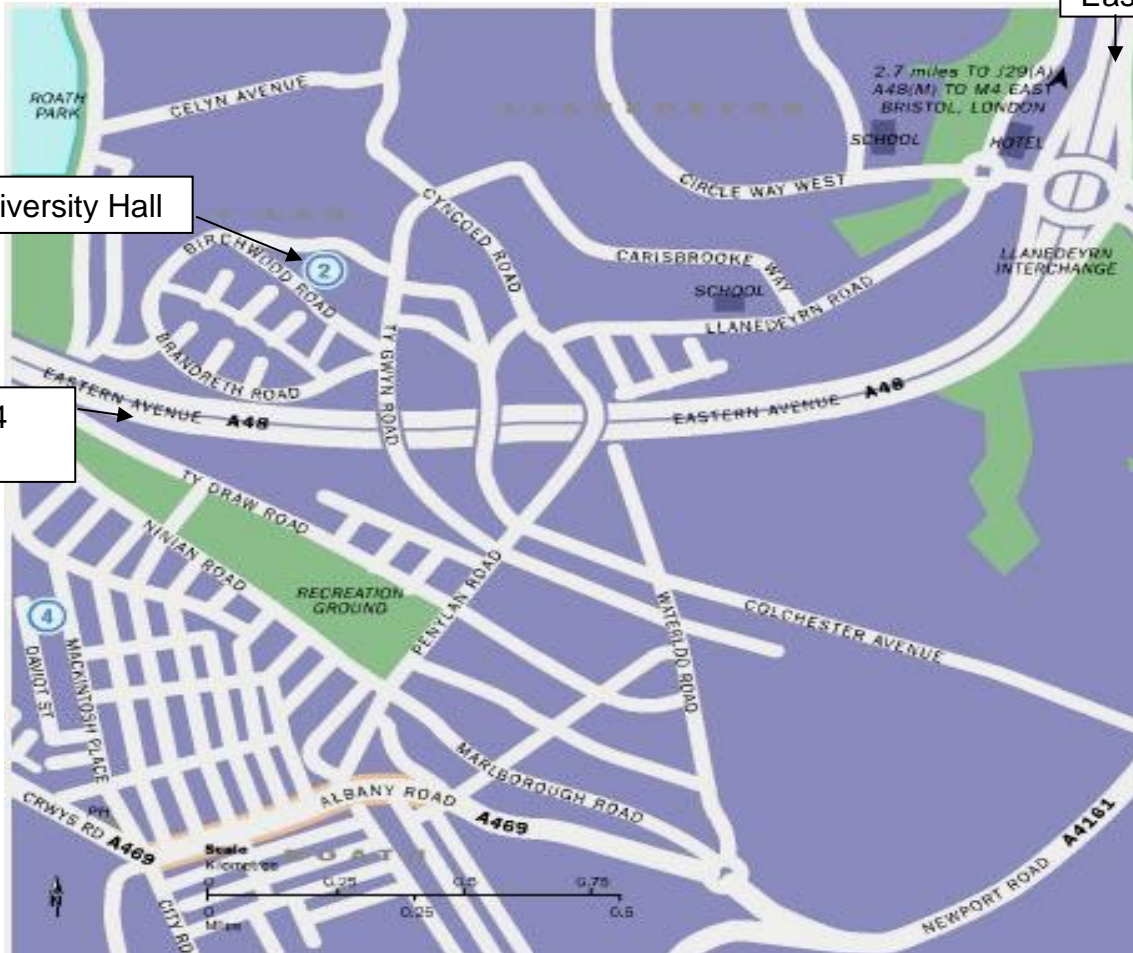 Eas
ROATH
PARK
CELYN AVENUE
2.7 miles TO J29(A)
A48(M) TO M4 EAST
BRISTOL, LONDON
SCHOOL
HOTEL
CIRCLE WAY WEST
iversity Hall
CYNCOED ROAD
BIRCHWOOD ROAD
2
CARISBROOKE WAY
LLANEDEYRN
INTERCHANGE
SCHOOL
LLANEDEYRN ROAD
TY GWYN ROAD
BRANDRETH ROAD
EASTERN AVENUE A48
EASTERN AVENUE A48
4
TY DRAW ROAD
NINIAN ROAD
RECREATION
GROUND
PENYLAN ROAD
WATERLOO ROAD
COLCHESTER AVENUE
4
DAVIOT ST
MACKINTOSH PLACE
MARLBOROUGH ROAD
ALBANY ROAD
A469
PH
CRWYS RD A469
CITY RD
NEWPORT ROAD A4161
ROATH
Scale
Kilometres
0 0.25 0.5 0.75
0 0.25 0.5
Miles
N